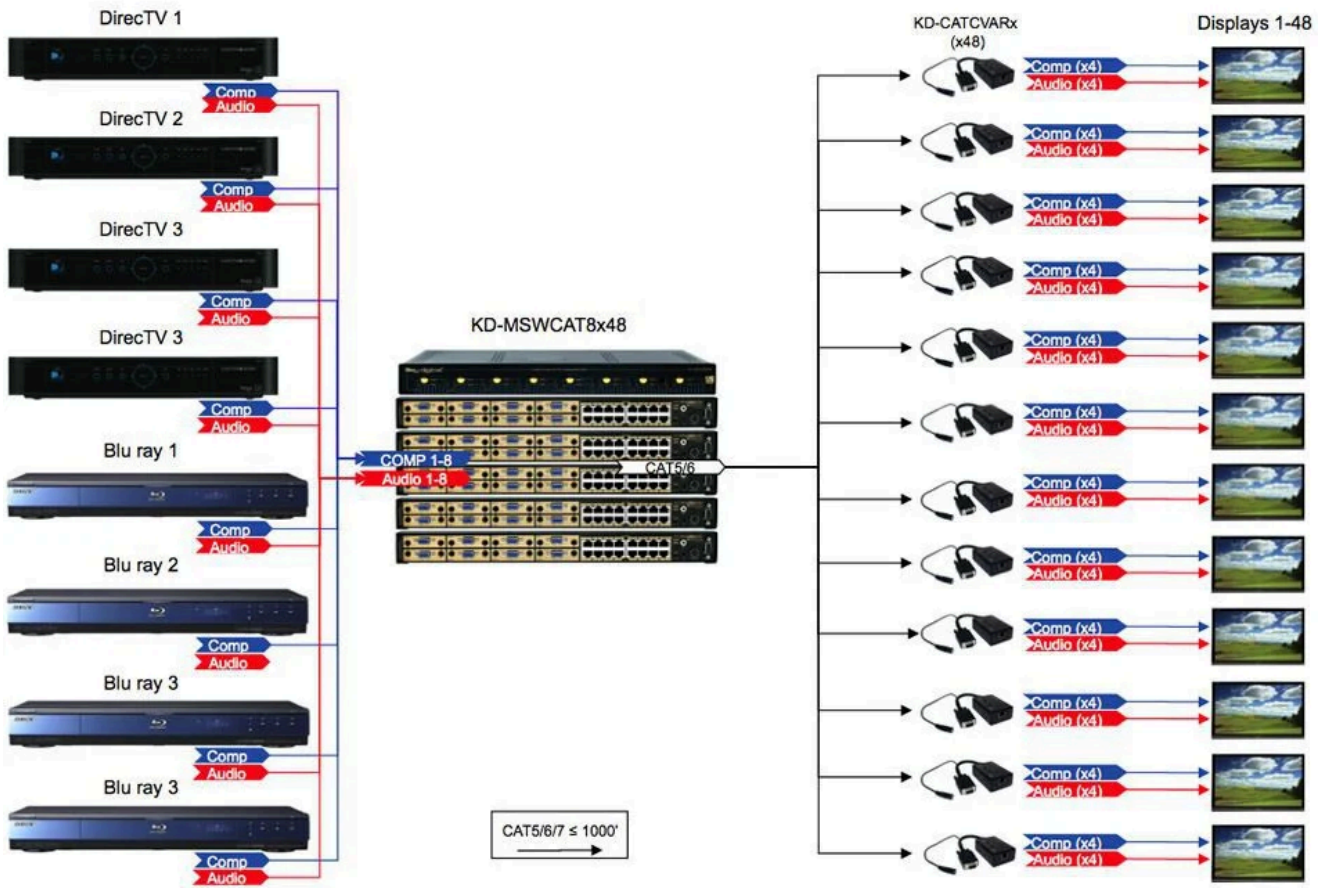 DirecTV 1
Comp
Audio
DirecTV 2
Comp
Audio
DirecTV 3
Comp
Audio
DirecTV 3
Comp
Audio
Blu ray 1
Comp
Audio
Blu ray 2
Comp
Audio
Blu ray 3
Comp
Audio
Blu ray 3
Comp
Audio
KD-MSWCAT8x48
COMP 1-8
Audio 1-8
CAT5/6
CAT5/6/7 ≤ 1000'
KD-CATCVARx
(x48)
Displays 1-48
Comp (x4)
Audio (x4)
Comp (x4)
Audio (x4)
Comp (x4)
Audio (x4)
Comp (x4)
Audio (x4)
Comp (x4)
Audio (x4)
Comp (x4)
Audio (x4)
Comp (x4)
Audio (x4)
Comp (x4)
Audio (x4)
Comp (x4)
Audio (x4)
Comp (x4)
Audio (x4)
Comp (x4)
Audio (x4)
Comp (x4)
Audio (x4)